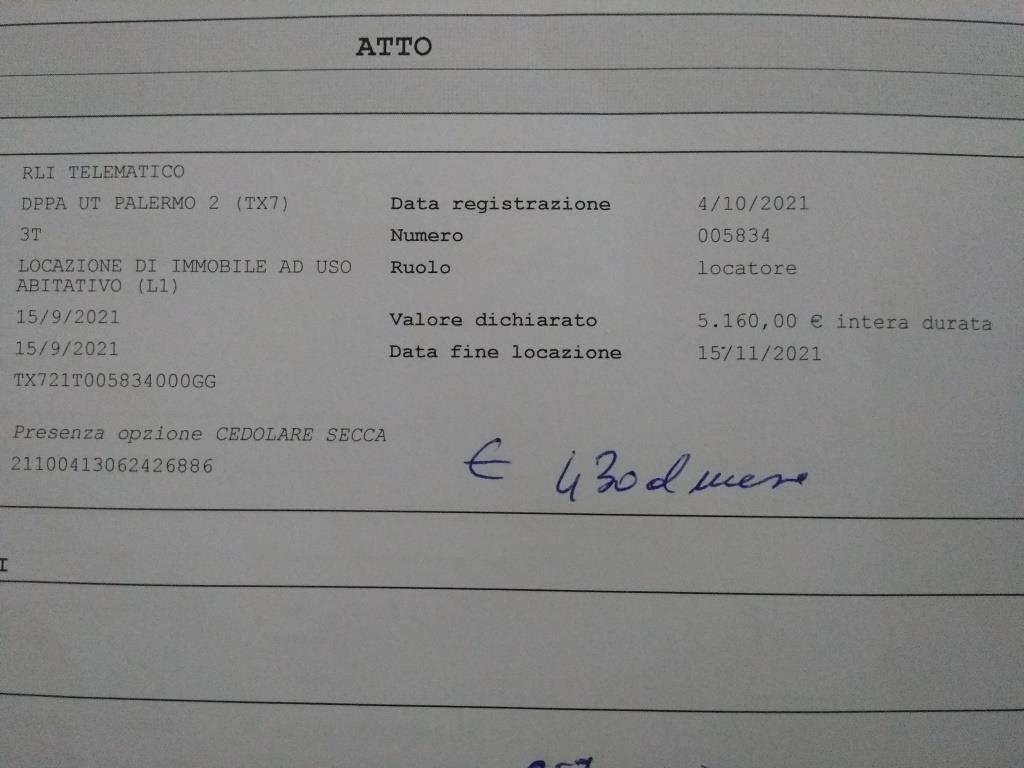 ATTO
RLI TELEMATICO
DPPA UT PALERMO 2 (TX7) Data registrazione 4/10/2021
3T Numero 005834
LOCAZIONE DI IMMOBILE AD USO Ruolo locatore
ABITATIVO (L1)
15/9/2021 Valore dichiarato 5.160,00 € intera durata
15/9/2021 Data fine locazione 15/11/2021
TX721T005834000GG
Presenza opzione CEDOLARE SECCA
21100413062426886
€ 430 al mese
I